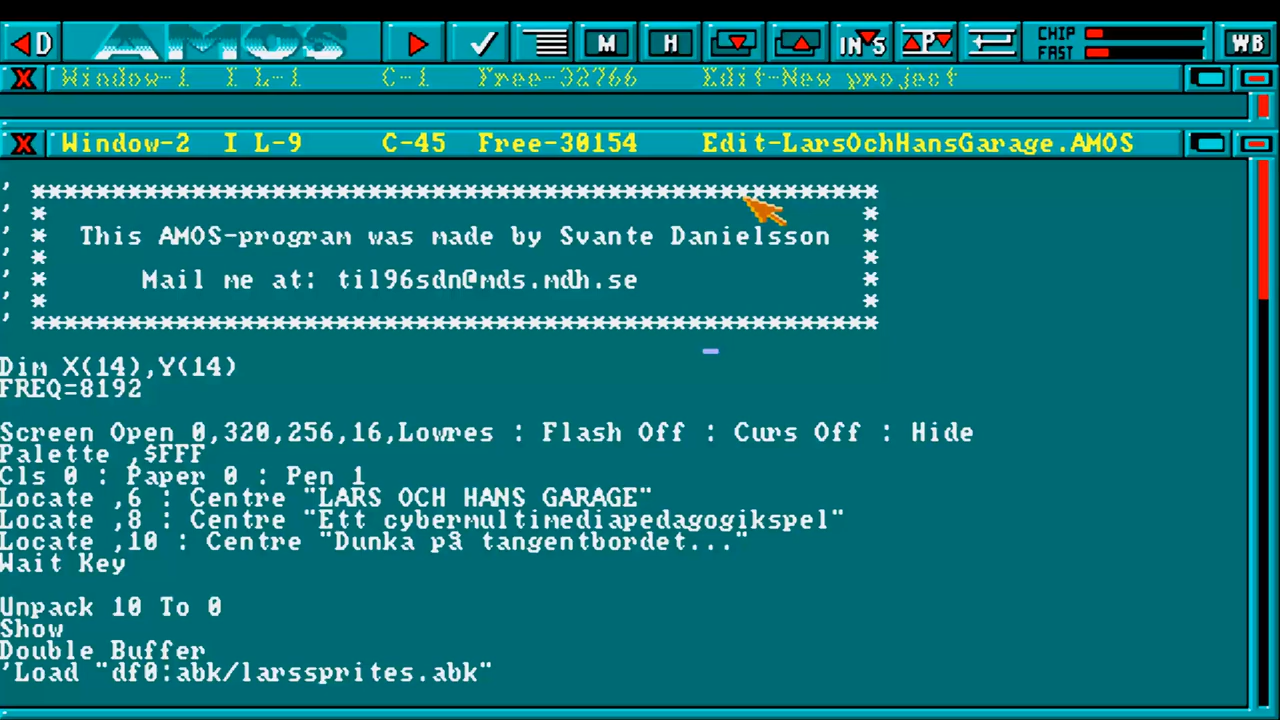 D AMOS M H INS P CHIP FAST WB
Window-1 I L-1 C-1 Free-32766 Edit-New project
Window-2 I L-9 C-45 Free-30154 Edit-LarsOchHansGarage.AMOS
' *****************************************************
' * *
' * This AMOS-program was made by Svante Danielsson *
' * *
' * Mail me at: til96sdn@mds.mdh.se *
' * *
' *****************************************************
Dim X(14),Y(14)
FREQ=8192
Screen Open 0,320,256,16,Lowres : Flash Off : Curs Off : Hide
Palette ,$FFF
Cls 0 : Paper 0 : Pen 1
Locate ,6 : Centre "LARS OCH HANS GARAGE"
Locate ,8 : Centre "Ett cybermultimediapedagogikspel"
Locate ,10 : Centre "Dunka på tangentbordet..."
Wait Key
Unpack 10 To 0
Show
Double Buffer
'Load "df0:abk/larssprites.abk"